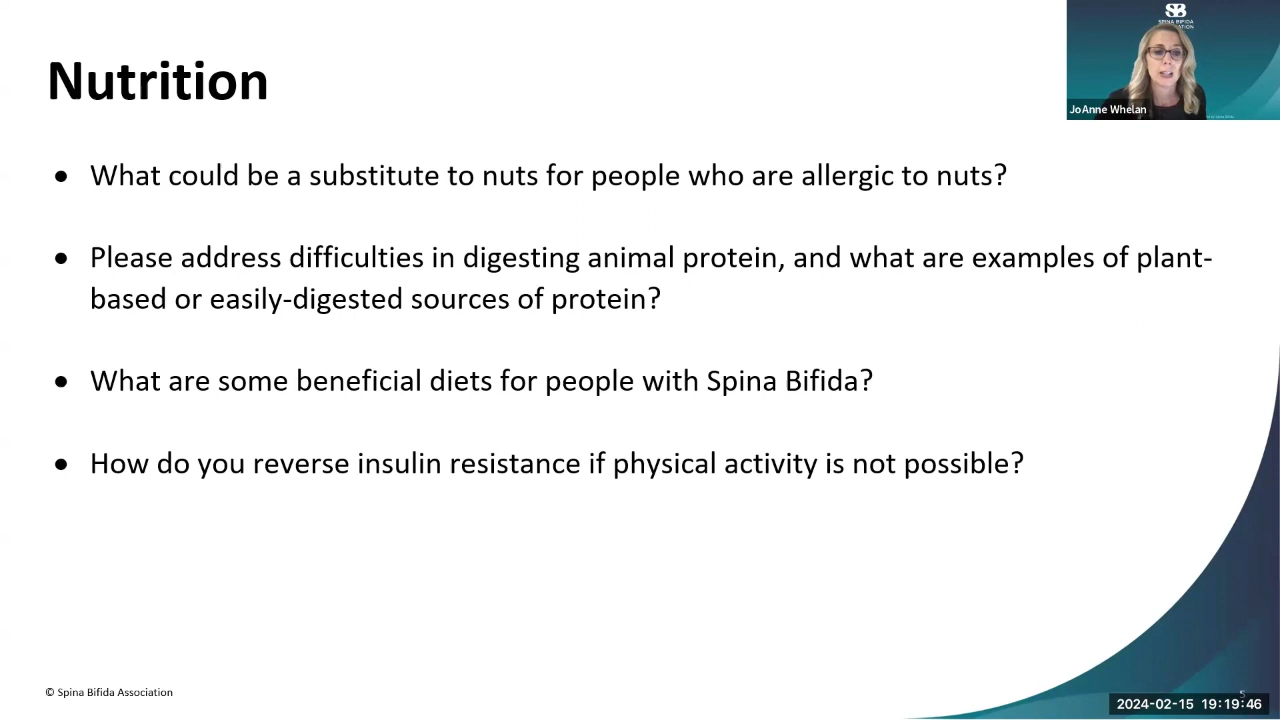 Nutrition
SB
SPINA BIFIDA
JoAnne Whelan
• What could be a substitute to nuts for people who are allergic to nuts?
• Please address difficulties in digesting animal protein, and what are examples of plant-
based or easily-digested sources of protein?
• What are some beneficial diets for people with Spina Bifida?
• How do you reverse insulin resistance if physical activity is not possible?
© Spina Bifida Association
5
2024-02-15 19:19:46